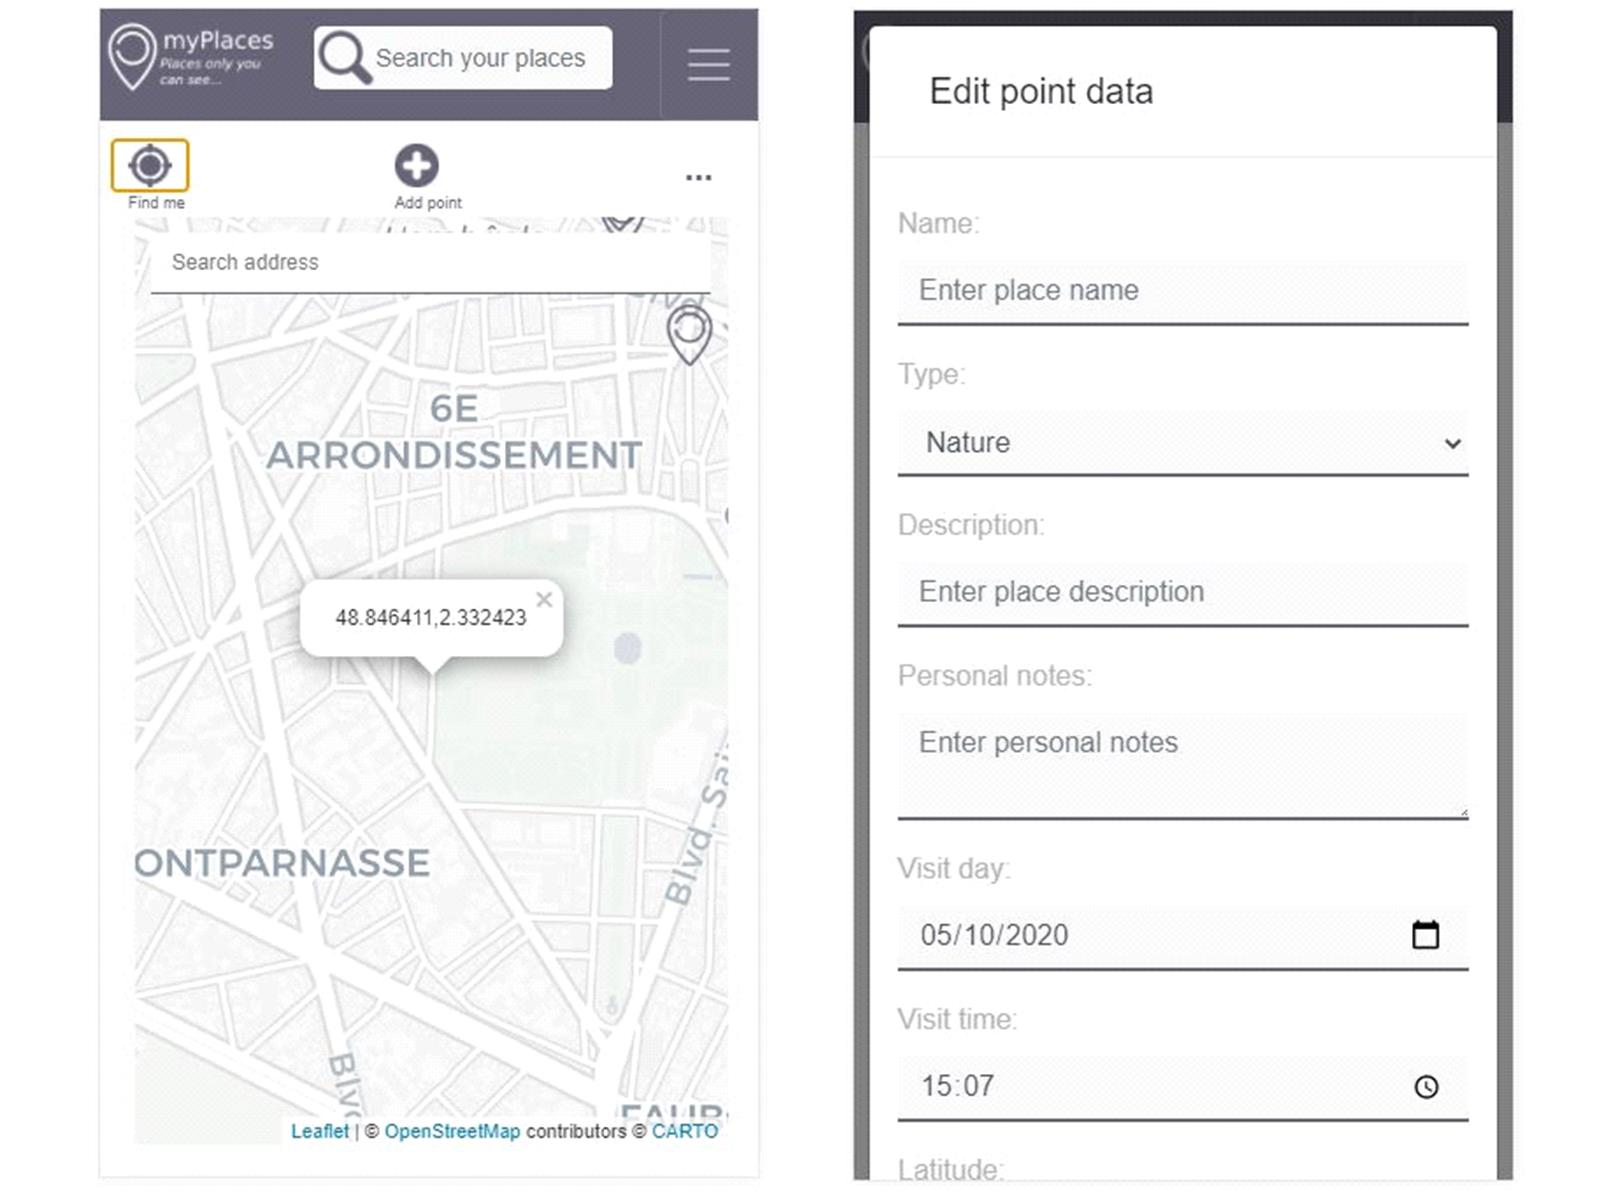 myPlaces
Places only you
can see...
Search your places
Find me
Add point
...
Search address
6E
ARRONDISSEMENT
48.846411,2.332423
×
Blvd. Sai
ONTPARNASSE
Blvd
FAUB
Leaflet | © OpenStreetMap contributors © CARTO
Edit point data
Name:
Enter place name
Type:
Nature
Description:
Enter place description
Personal notes:
Enter personal notes
Visit day:
05/10/2020
Visit time:
15:07
Latitude: